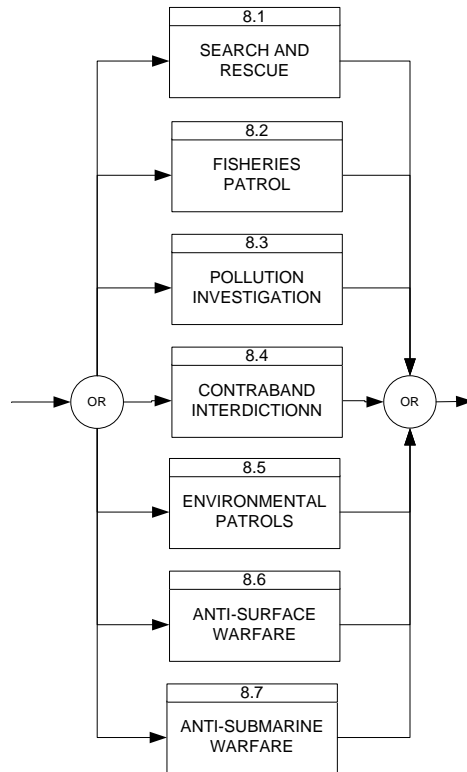 8.1
SEARCH AND
RESCUE
8.2
FISHERIES
PATROL
8.3
POLLUTION
INVESTIGATION
8.4
OR
CONTRABAND
INTERDICTIONN
OR
8.5
ENVIRONMENTAL
PATROLS
8.6
ANTI-SURFACE
WARFARE
8.7
ANTI-SUBMARINE
WARFARE